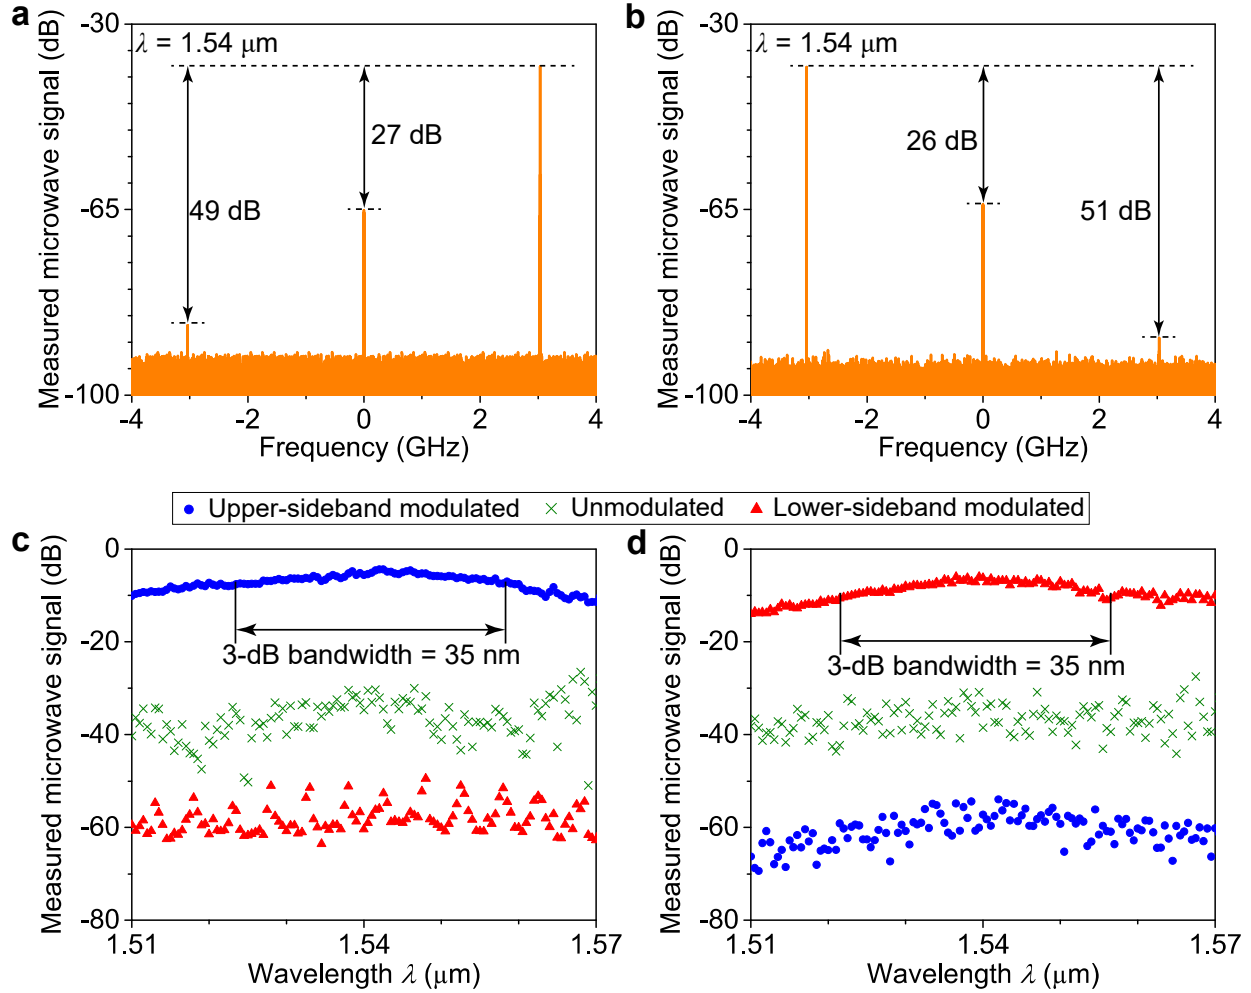 a
Measured microwave signal (dB)
-30
-65
-100
λ = 1.54 μm
49 dB
27 dB
-4
-2
0
2
4
Frequency (GHz)
b
Measured microwave signal (dB)
-30
-65
-100
λ = 1.54 μm
26 dB
51 dB
-4
-2
0
2
4
Frequency (GHz)
Upper-sideband modulated
Unmodulated
Lower-sideband modulated
c
Measured microwave signal (dB)
0
-20
-40
-60
-80
3-dB bandwidth = 35 nm
1.51
1.54
1.57
Wavelength λ (μm)
d
Measured microwave signal (dB)
0
-20
-40
-60
-80
3-dB bandwidth = 35 nm
1.51
1.54
1.57
Wavelength λ (μm)